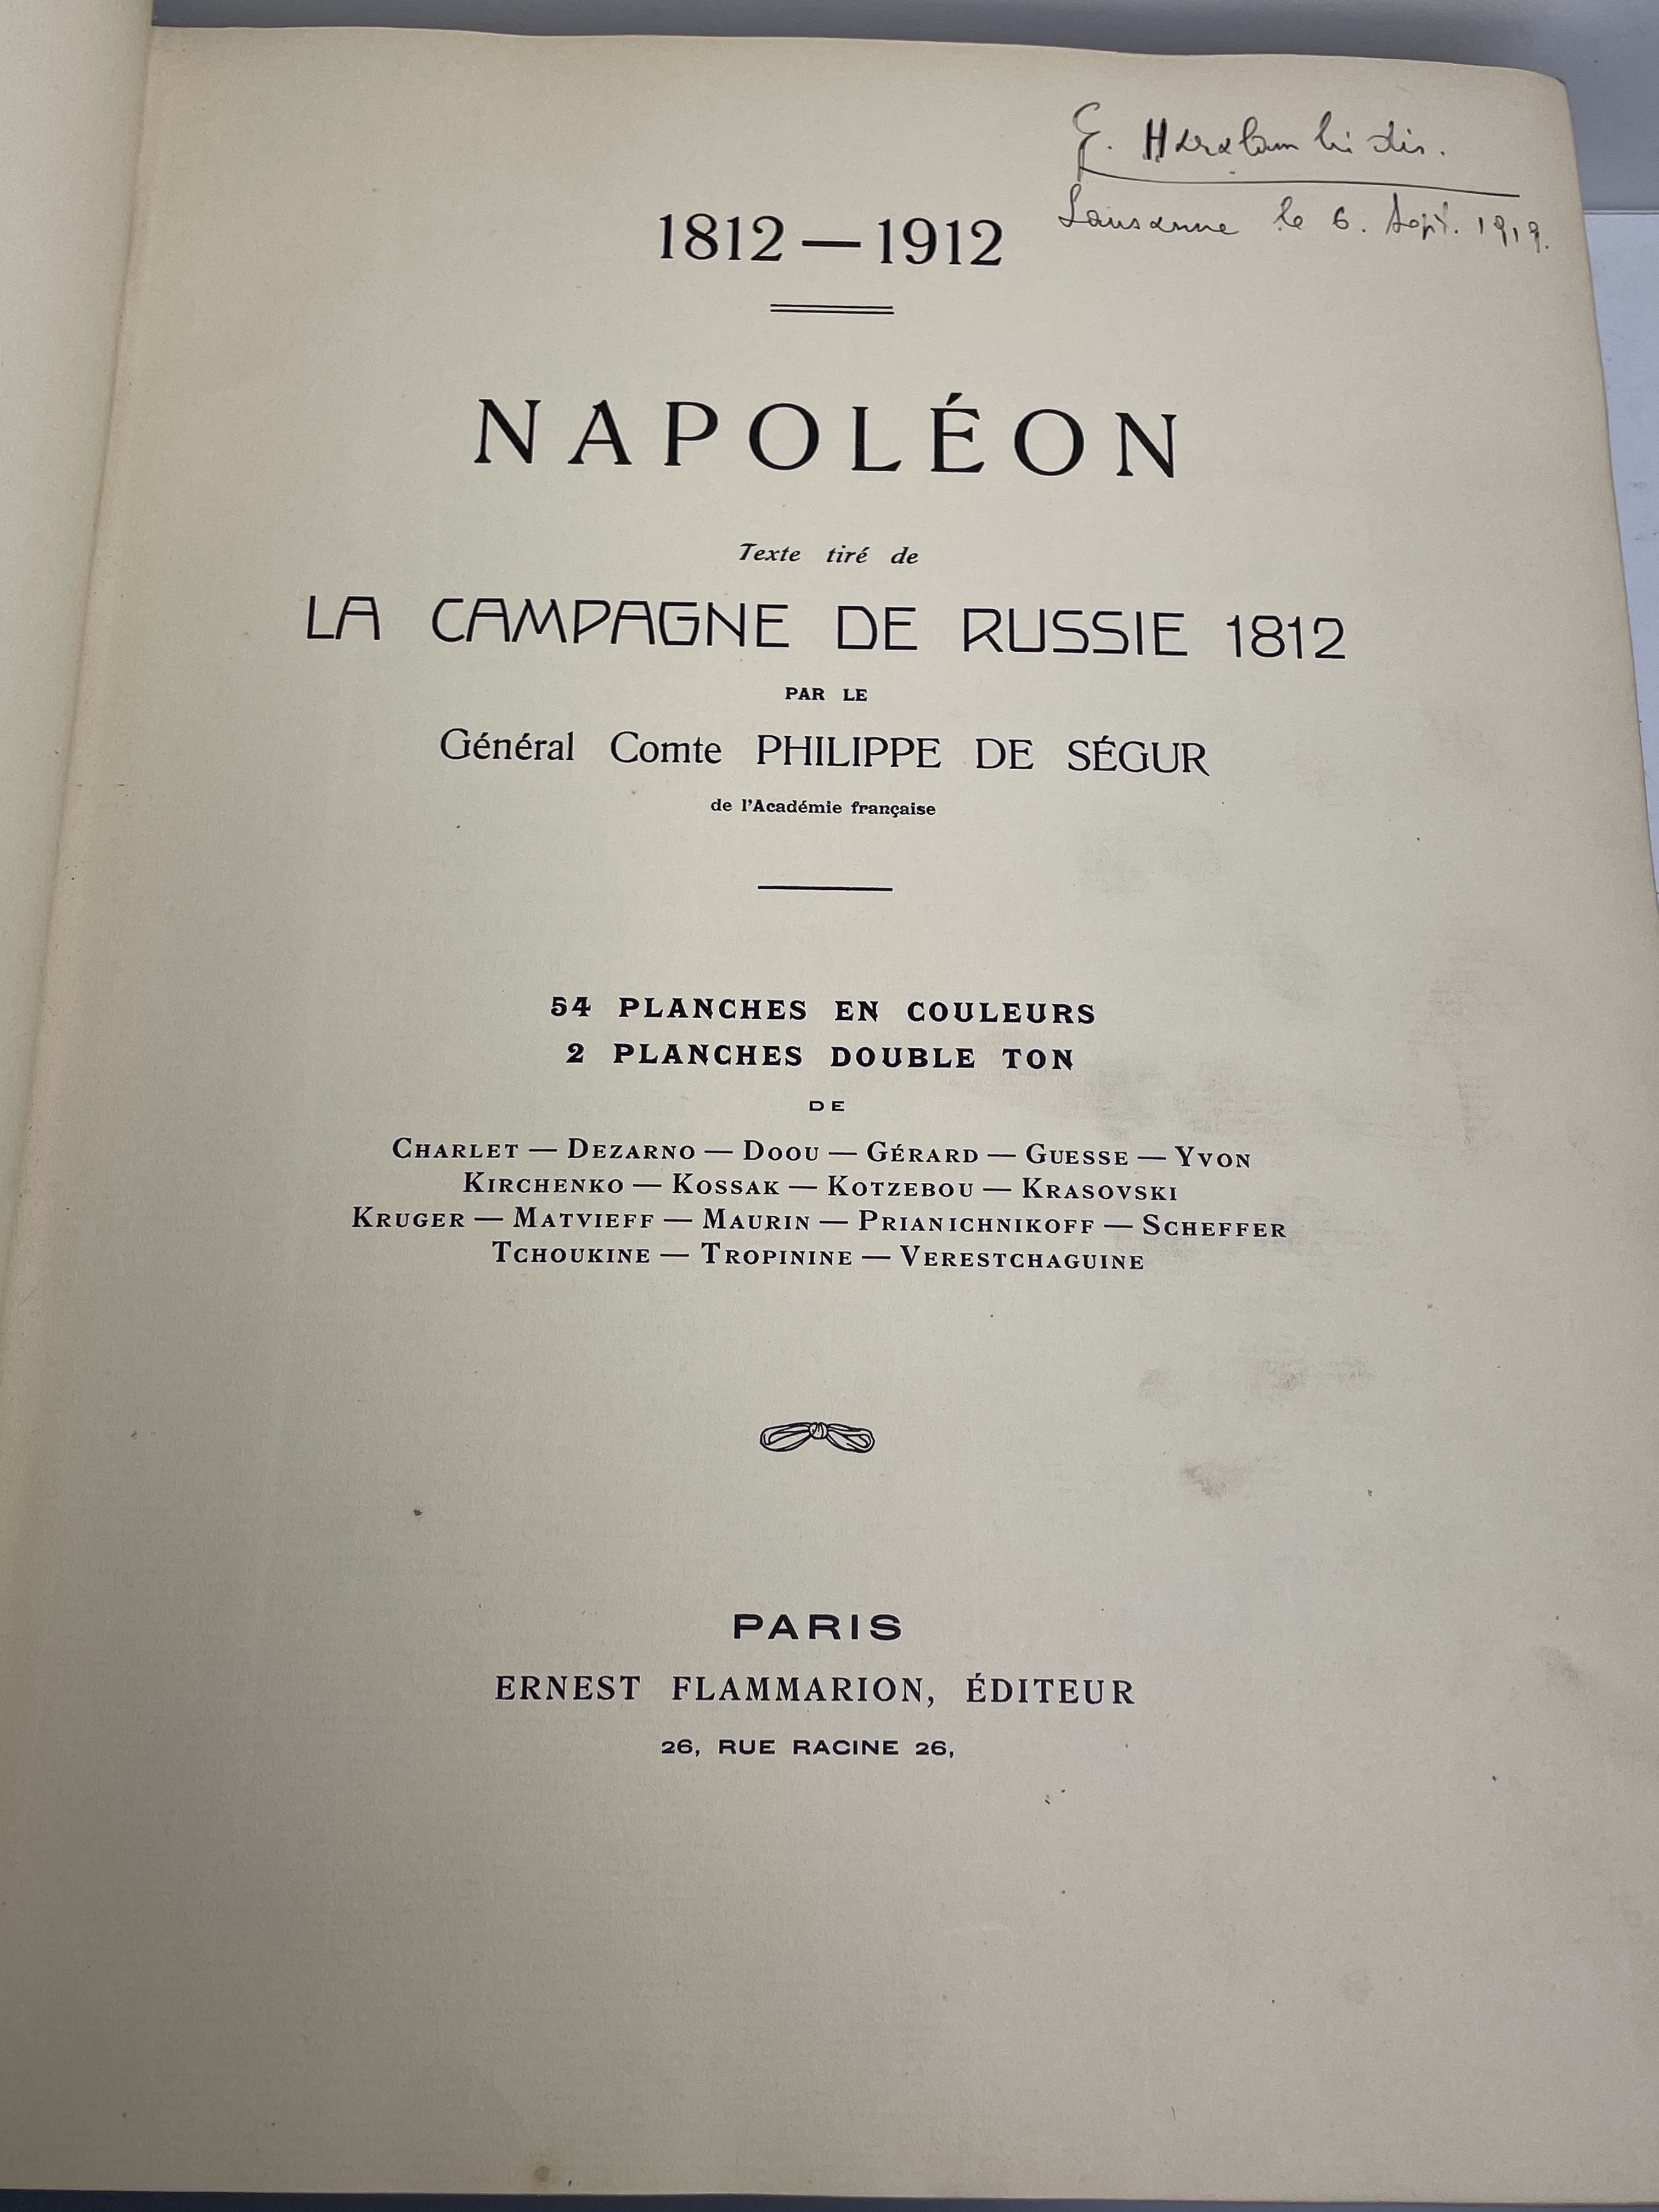 E. Haralambidis.
Lausanne le 6. Sept. 1919.
1812 — 1912
NAPOLÉON
Texte tiré de
LA CAMPAGNE DE RUSSIE 1812
PAR LE
Général Comte PHILIPPE DE SÉGUR
de l'Académie française
54 PLANCHES EN COULEURS
2 PLANCHES DOUBLE TON
DE
CHARLET — DEZARNO — DOOU — GÉRARD — GUESSE — YVON
KIRCHENKO — KOSSAK — KOTZEBOU — KRASOVSKI
KRUGER — MATVIEFF — MAURIN — PRIANICHNIKOFF — SCHEFFER
TCHOUKINE — TROPININE — VERESTCHAGUINE
PARIS
ERNEST FLAMMARION, ÉDITEUR
26, RUE RACINE 26,